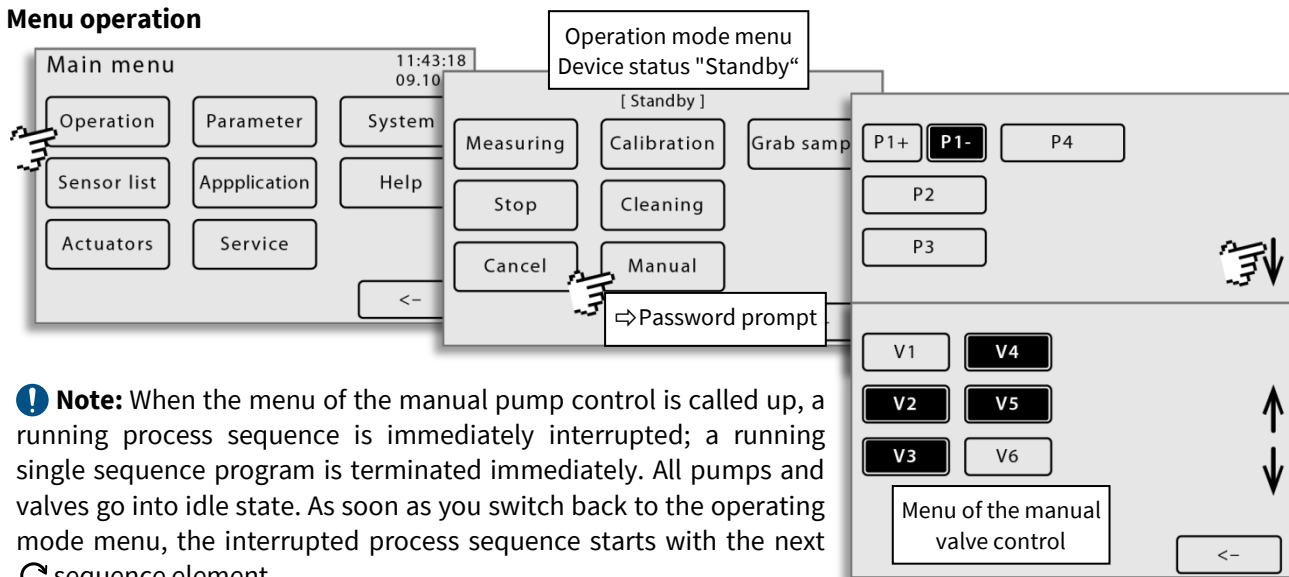 Menu operation
Main menu
11:43:18
09.10
Operation Parameter System
Sensor list Appplication Help
Actuators Service
<-
Operation mode menu
Device status "Standby“
[ Standby ]
Measuring Calibration Grab samp
Stop Cleaning
Cancel Manual
⇨Password prompt
P1+ P1- P4
P2
P3
V1 V4
V2 V5
V3 V6
Menu of the manual
valve control
<-
Note: When the menu of the manual pump control is called up, a
running process sequence is immediately interrupted; a running
single sequence program is terminated immediately. All pumps and
valves go into idle state. As soon as you switch back to the operating
mode menu, the interrupted process sequence starts with the next
sequence element